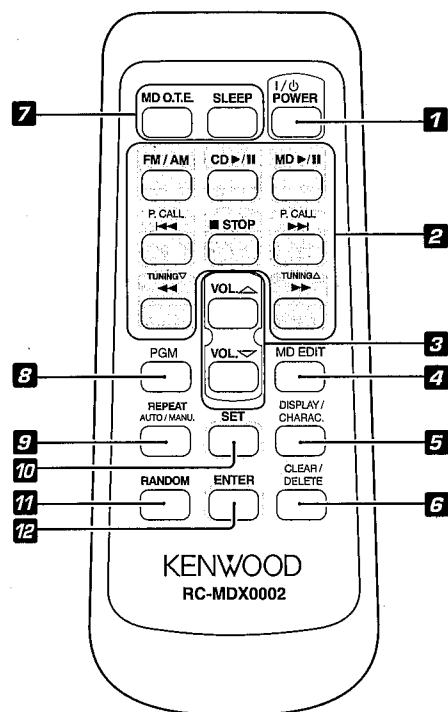 I/⏻
7 MD O.T.E. SLEEP POWER 1
FM / AM CD ►/II MD ►/II
P. CALL P. CALL
I◄◄ ■ STOP ►►I 2
TUNING▽ TUNING△
◄◄ VOL.△ ►►
3
PGM VOL.▽ MD EDIT
8 4
REPEAT DISPLAY /
AUTO / MANU. SET CHARAC.
9 5
10 CLEAR /
RANDOM ENTER DELETE
11 6
12
KENWOOD
RC-MDX0002